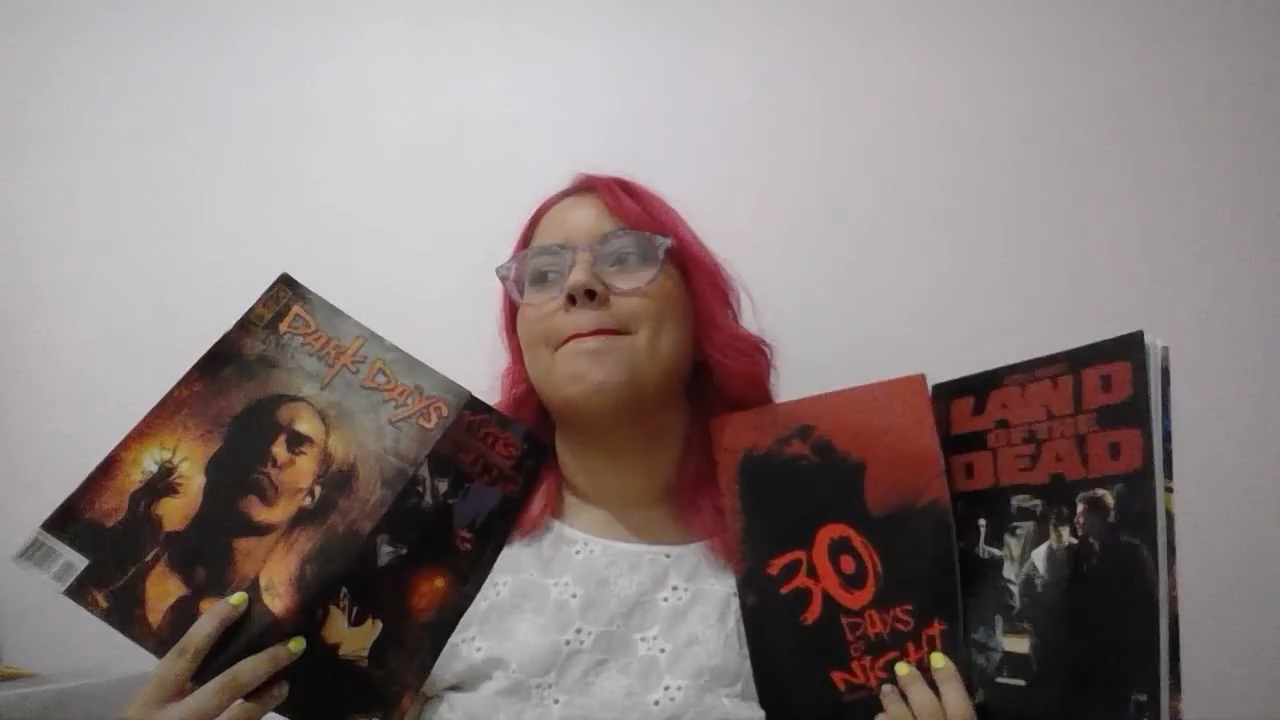 DARK DAYS
30
DAYS
OF
NIGHT
LAND
OF THE
DEAD